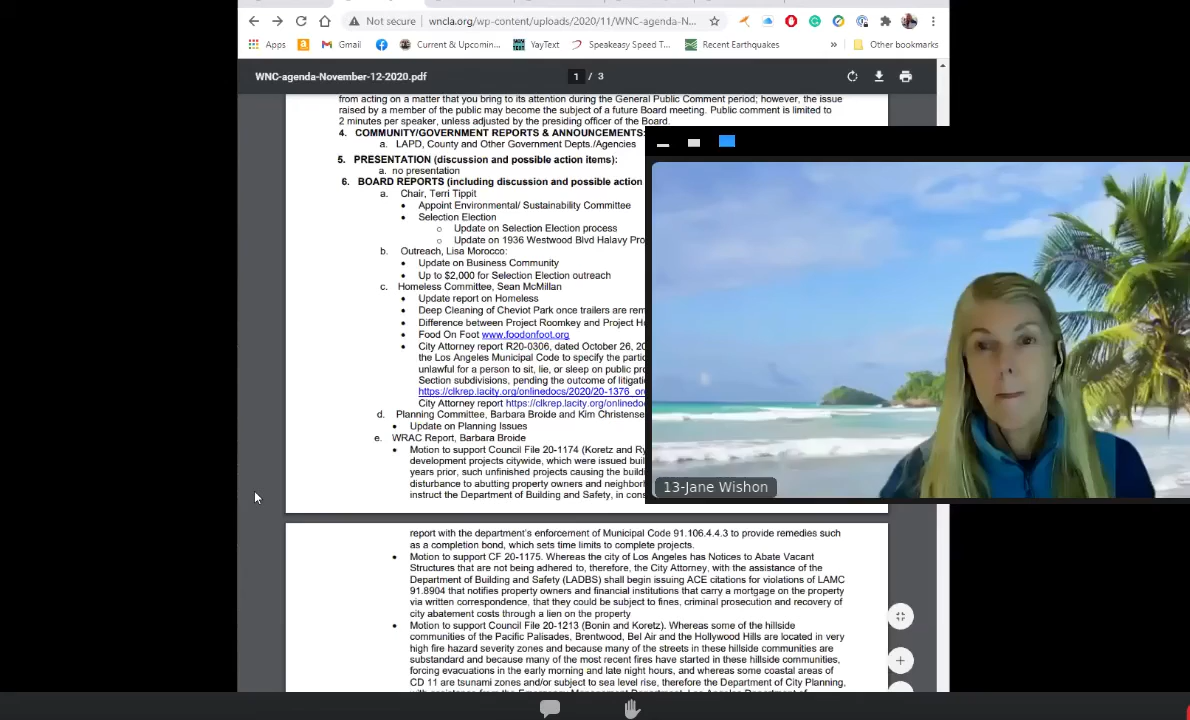 Not secure
wncla.org/wp-content/uploads/2020/11/WNC-agenda-N...
Apps
Gmail
Current & Upcomin...
YayText
Speakeasy Speed T...
Recent Earthquakes
»
Other bookmarks
WNC-agenda-November-12-2020.pdf
1 / 3
from acting on a matter that you bring to its attention during the General Public Comment period; however, the issue
raised by a member of the public may become the subject of a future Board meeting. Public comment is limited to
2 minutes per speaker, unless adjusted by the presiding officer of the Board.
4. COMMUNITY/GOVERNMENT REPORTS & ANNOUNCEMENTS:
a. LAPD, County and Other Government Depts./Agencies
5. PRESENTATION (discussion and possible action items):
a. no presentation
6. BOARD REPORTS (including discussion and possible action
a. Chair, Terri Tippit
• Appoint Environmental/ Sustainability Committee
• Selection Election
○ Update on Selection Election process
○ Update on 1936 Westwood Blvd Halavy Pro
b. Outreach, Lisa Morocco:
• Update on Business Community
• Up to $2,000 for Selection Election outreach
c. Homeless Committee, Sean McMillan
• Update report on Homeless
• Deep Cleaning of Cheviot Park once trailers are rem
• Difference between Project Roomkey and Project H
• Food On Foot www.foodonfoot.org
• City Attorney report R20-0306, dated October 26, 20
the Los Angeles Municipal Code to specify the parti
unlawful for a person to sit, lie, or sleep on public pro
Section subdivisions, pending the outcome of litigati
https://clkrep.lacity.org/onlinedocs/2020/20-1376_or
City Attorney report https://clkrep.lacity.org/onlinedo
d. Planning Committee, Barbara Broide and Kim Christense
• Update on Planning Issues
e. WRAC Report, Barbara Broide
• Motion to support Council File 20-1174 (Koretz and Ry
development projects citywide, which were issued buil
years prior, such unfinished projects causing the buildi
disturbance to abutting property owners and neighbor
instruct the Department of Building and Safety, in cons
13-Jane Wishon
report with the department's enforcement of Municipal Code 91.106.4.4.3 to provide remedies such
as a completion bond, which sets time limits to complete projects.
• Motion to support CF 20-1175. Whereas the city of Los Angeles has Notices to Abate Vacant
Structures that are not being adhered to, therefore, the City Attorney, with the assistance of the
Department of Building and Safety (LADBS) shall begin issuing ACE citations for violations of LAMC
91.8904 that notifies property owners and financial institutions that carry a mortgage on the property
via written correspondence, that they could be subject to fines, criminal prosecution and recovery of
city abatement costs through a lien on the property
• Motion to support Council File 20-1213 (Bonin and Koretz). Whereas some of the hillside
communities of the Pacific Palisades, Brentwood, Bel Air and the Hollywood Hills are located in very
high fire hazard severity zones and because many of the streets in these hillside communities are
substandard and because many of the most recent fires have started in these hillside communities,
forcing evacuations in the early morning and late night hours, and whereas some coastal areas of
CD 11 are tsunami zones and/or subject to sea level rise, therefore the Department of City Planning,